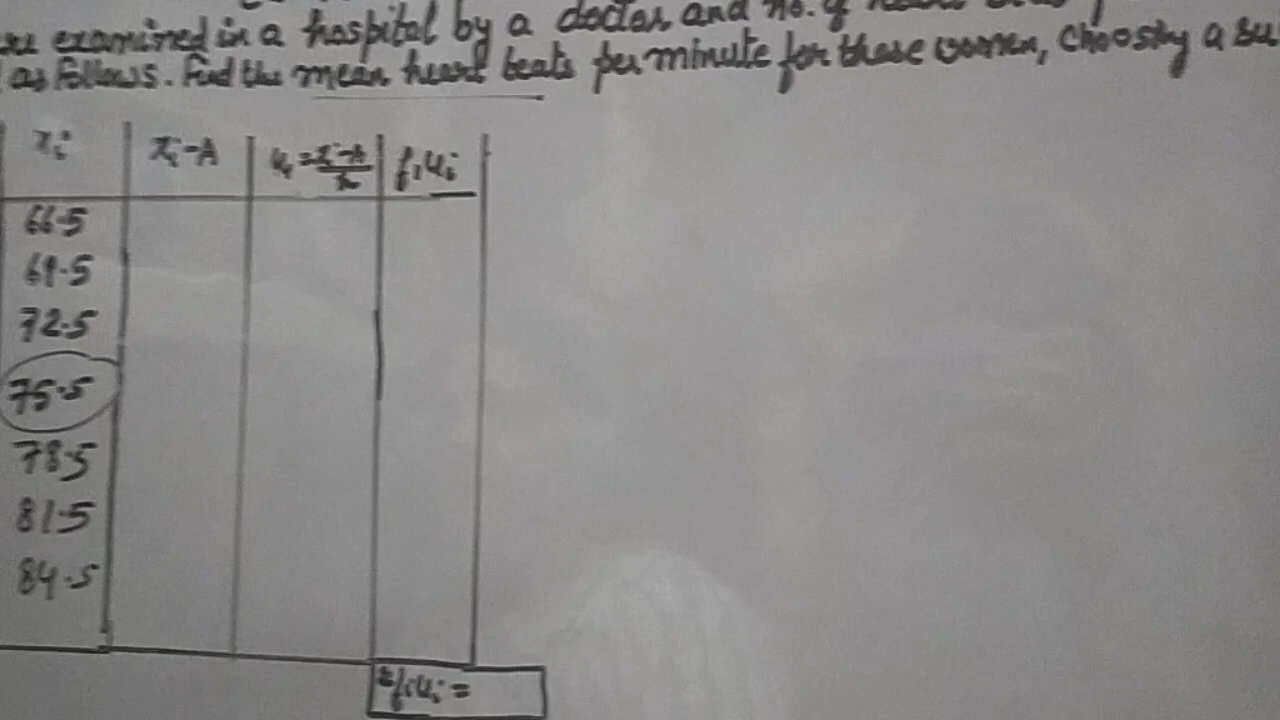 examined in a hospital by a doctor and no. of
as follows. Find the mean heart beats per minute for these women, choosing a su
xi | xi-A | ui = xi-A/h | fiui
66.5
69.5
72.5
75.5
78.5
81.5
84.5
Σfiui =